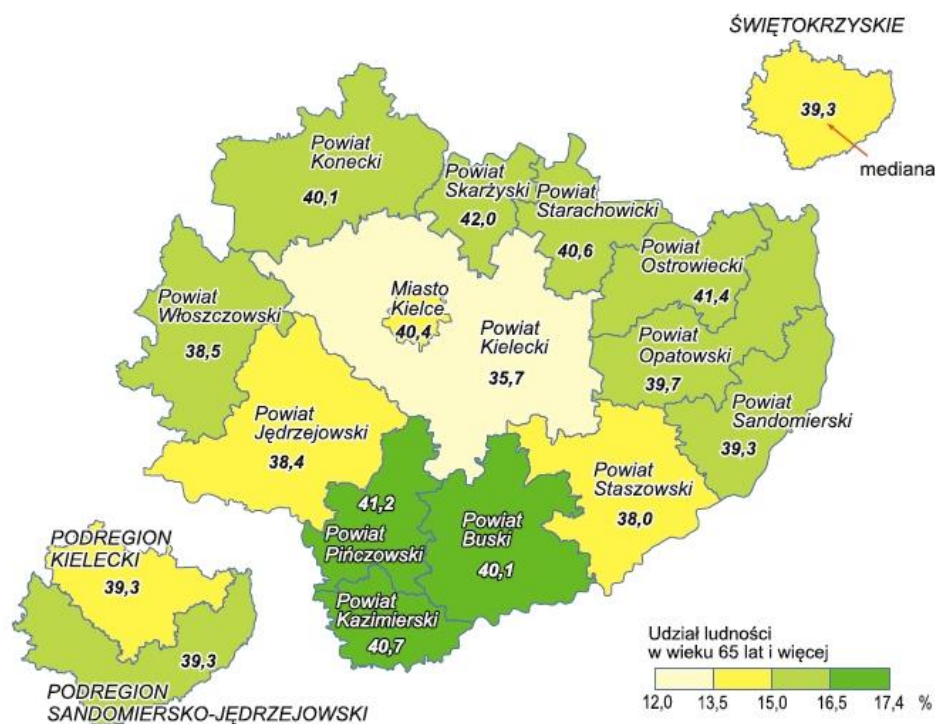 ŚWIĘTOKRZYSKIE
39,3
mediana
Powiat
Konecki
40,1
Powiat
Skarżyski
42,0
Powiat
Starachowicki
40,6
Powiat
Ostrowiecki
41,4
Powiat
Włoszczowski
38,5
Miasto
Kielce
40,4
Powiat
Kielecki
35,7
Powiat
Opatowski
39,7
Powiat
Sandomierski
39,3
Powiat
Jędrzejowski
38,4
Powiat
Staszowski
38,0
41,2
Powiat
Pińczowski
Powiat
Buski
40,1
Powiat
Kazimierski
40,7
PODREGION
KIELECKI
39,3
39,3
PODREGION
SANDOMIERSKO-JĘDRZEJOWSKI
Udział ludności
w wieku 65 lat i więcej
12,0 13,5 15,0 16,5 17,4 %